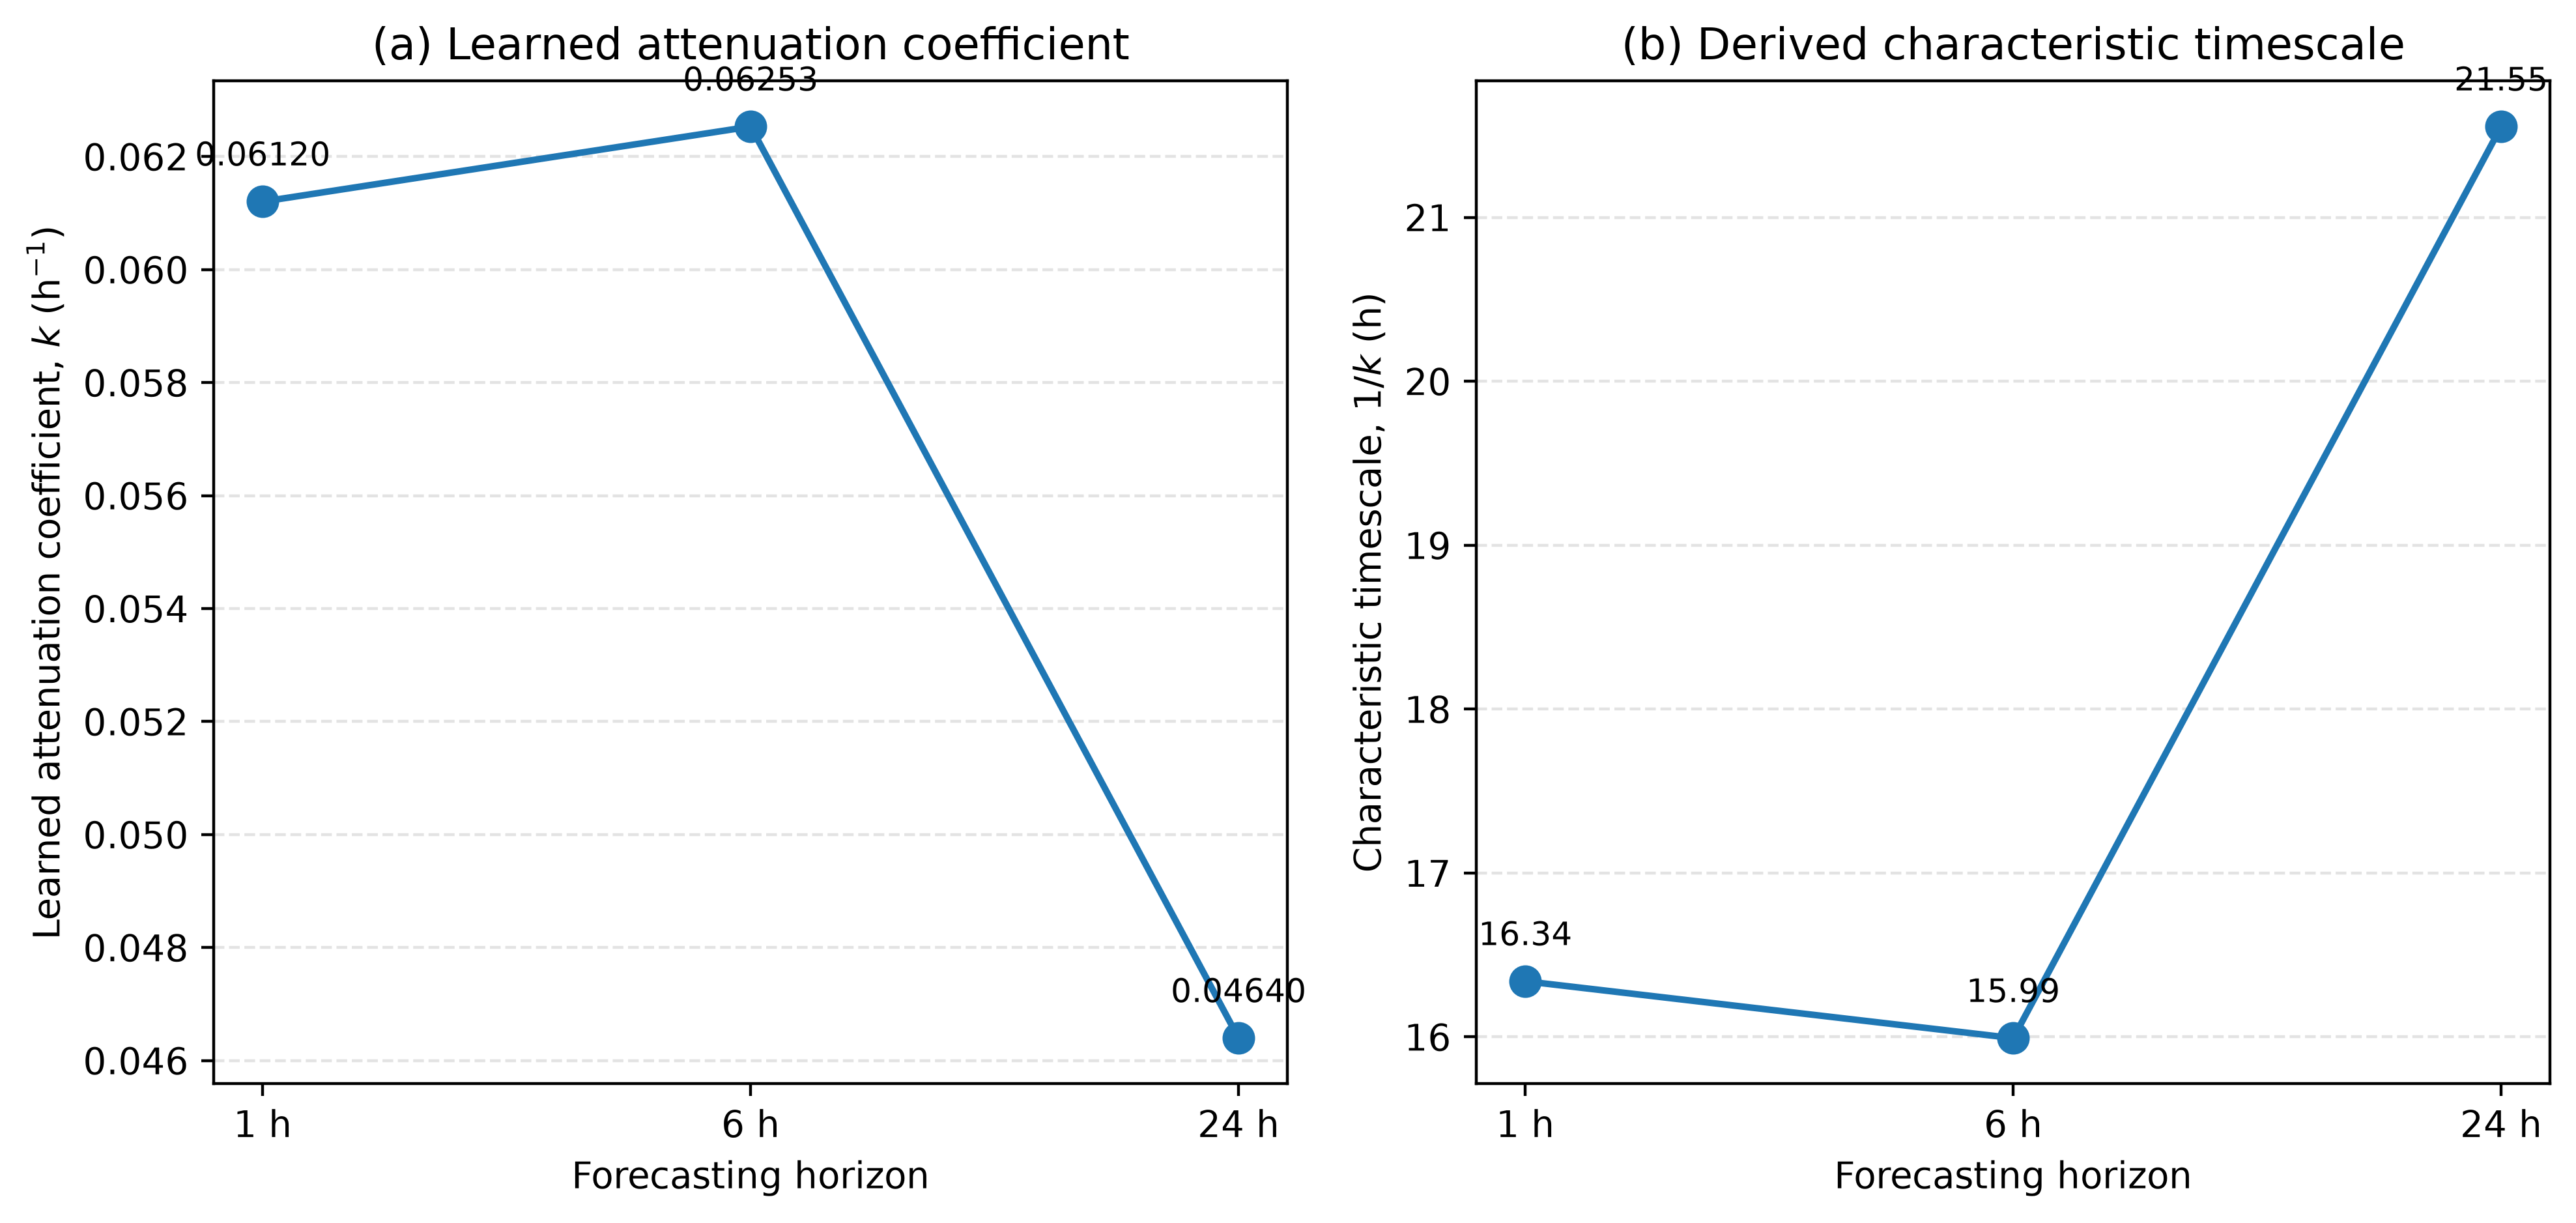 (a) Learned attenuation coefficient
0.06253
0.06120
0.04640
0.062
0.060
0.058
0.056
0.054
0.052
0.050
0.048
0.046
Learned attenuation coefficient, k (h⁻¹)
1 h
6 h
24 h
Forecasting horizon
(b) Derived characteristic timescale
21.55
16.34
15.99
21
20
19
18
17
16
Characteristic timescale, 1/k (h)
1 h
6 h
24 h
Forecasting horizon